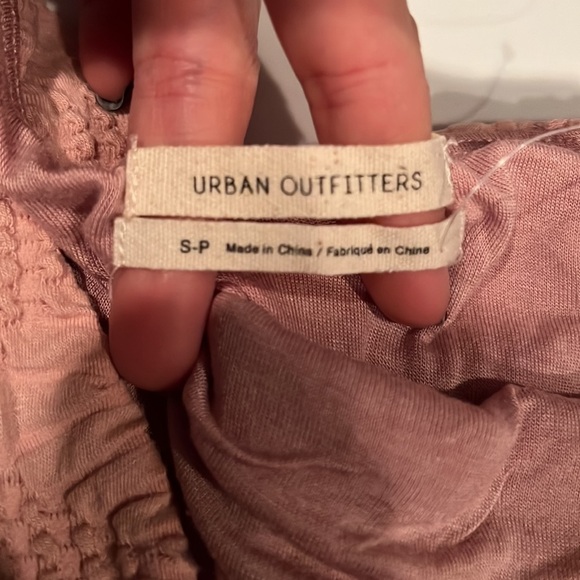 URBAN OUTFITTERS
S-P Made in China / Fabriqué en Chine